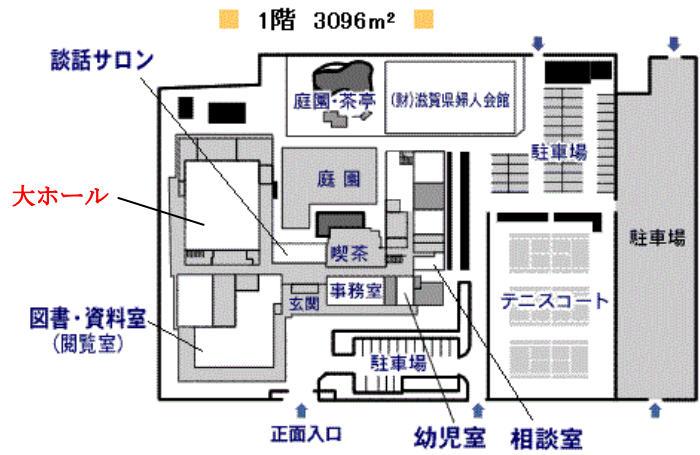 1階 3096m²
談話サロン
庭園・茶亭
(財)滋賀県婦人会館
駐車場
庭園
大ホール
駐車場
喫茶
事務室
玄関
テニスコート
図書・資料室
(閲覧室)
駐車場
正面入口
幼児室
相談室